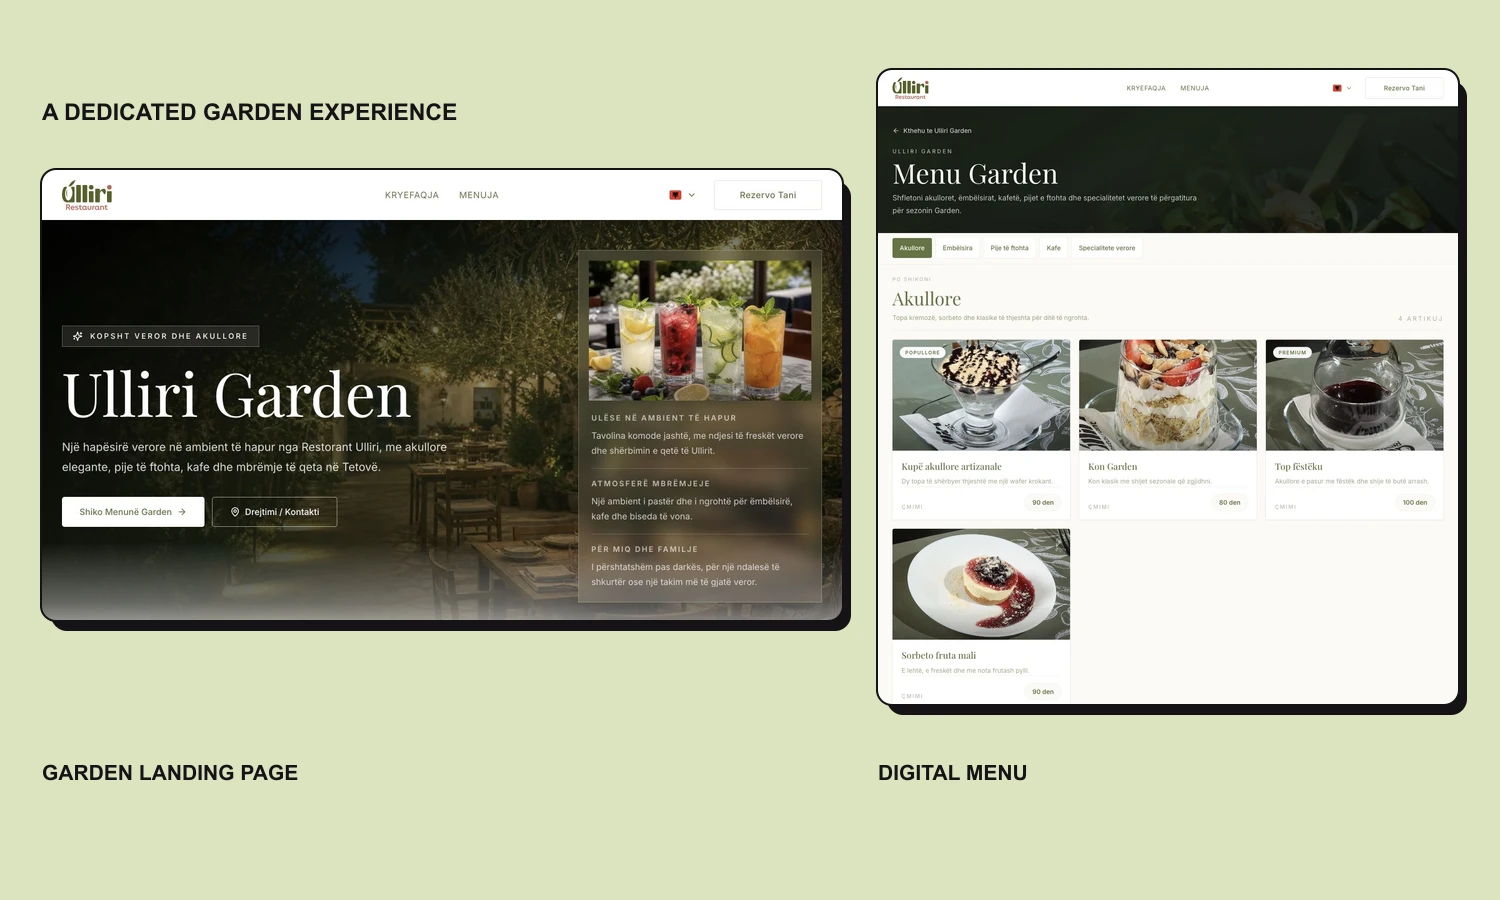 A DEDICATED GARDEN EXPERIENCE
Úlliri
Restaurant
KRYEFAQJA
MENUJA
Rezervo Tani
KOPSHT VEROR DHE AKULLORE
Ulliri Garden
Një hapësirë verore në ambient të hapur nga Restorant Ulliri, me akullore
elegante, pije të ftohta, kafe dhe mbrëmje të qeta në Tetovë.
Shiko Menunë Garden →
Drejtimi / Kontakti
ULËSE NË AMBIENT TË HAPUR
Tavolina komode jashtë, me ndjesi të freskët verore
dhe shërbimin e qetë të Ullirit.
ATMOSFERË MBRËMJEJE
Një ambient i pastër dhe i ngrohtë për ëmbëlsirë,
kafe dhe biseda të vona.
PËR MIQ DHE FAMILJE
I përshtatshëm pas darkës, për një ndalesë të
shkurtër ose një takim më të gjatë veror.
GARDEN LANDING PAGE
Úlliri
Restaurant
KRYEFAQJA
MENUJA
Rezervo Tani
← Kthehu te Ulliri Garden
ULLIRI GARDEN
Menu Garden
Shfletoni akulloret, ëmbëlsirat, kafetë, pijet e ftohta dhe specialitetet verore të përgatitura
për sezonin Garden.
Akullore
Embëlsira
Pije të ftohta
Kafe
Specialitete verore
PO SHIKONI
Akullore
Topa kremozë, sorbeto dhe klasike të thjeshta për ditë të ngrohta.
4 ARTIKUJ
POPULLORE
Kupë akullore artizanale
Dy topa të shërbyer thjeshtë me një wafer krokant.
ÇMIMI
90 den
Kon Garden
Kon klasik me shijet sezonale që zgjidhni.
ÇMIMI
80 den
PREMIUM
Top fëstëku
Akullore e pasur me fëstëk dhe shije të butë arrash.
ÇMIMI
100 den
Sorbeto fruta mali
E lehtë, e freskët dhe me nota frutash pylli.
ÇMIMI
90 den
DIGITAL MENU